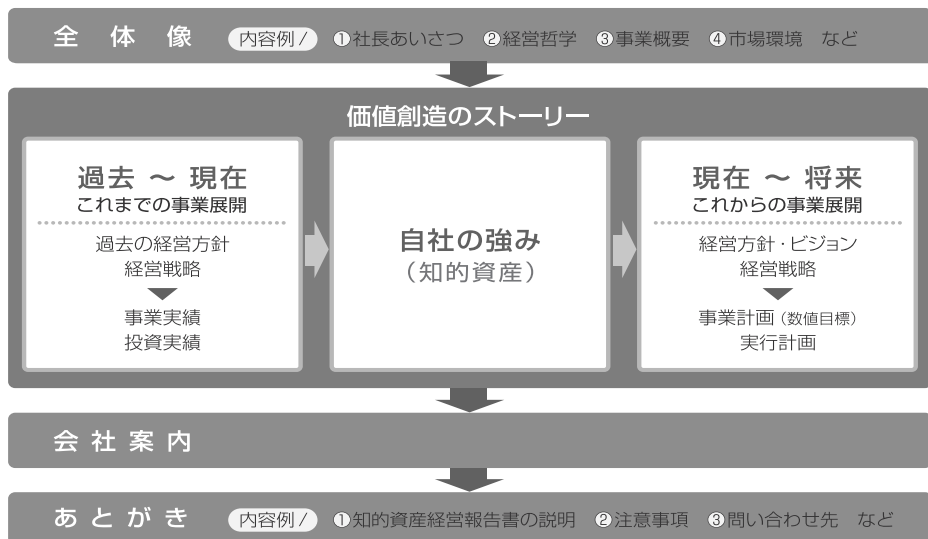 全体像 内容例/ ①社長あいさつ ②経営哲学 ③事業概要 ④市場環境 など
価値創造のストーリー
過去 ～ 現在
これまでの事業展開
過去の経営方針
経営戦略
事業実績
投資実績
自社の強み
（知的資産）
現在 ～ 将来
これからの事業展開
経営方針・ビジョン
経営戦略
事業計画（数値目標）
実行計画
会社案内
あとがき 内容例/ ①知的資産経営報告書の説明 ②注意事項 ③問い合わせ先 など